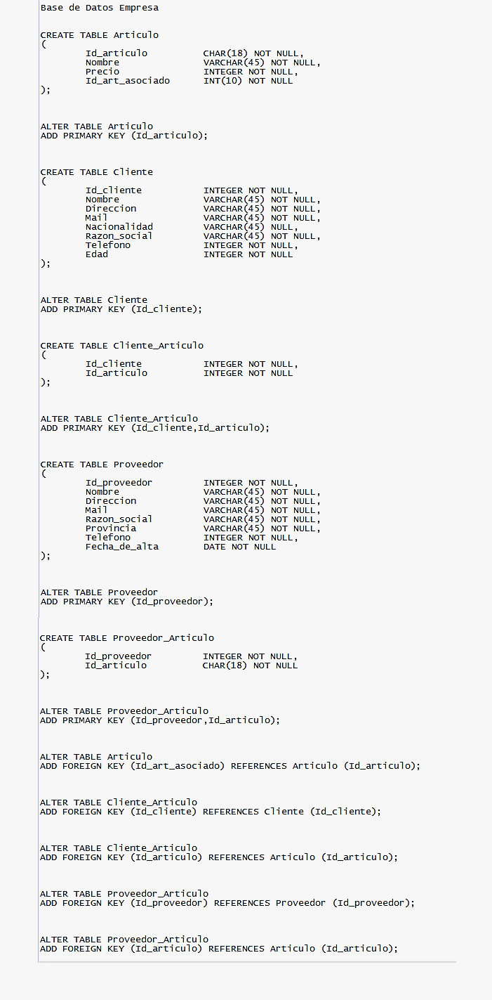 Base de Datos Empresa
CREATE TABLE Articulo
(
Id_articulo CHAR(18) NOT NULL,
Nombre VARCHAR(45) NOT NULL,
Precio INTEGER NOT NULL,
Id_art_asociado INT(10) NOT NULL
);
ALTER TABLE Articulo
ADD PRIMARY KEY (Id_articulo);
CREATE TABLE Cliente
(
Id_cliente INTEGER NOT NULL,
Nombre VARCHAR(45) NOT NULL,
Direccion VARCHAR(45) NOT NULL,
Mail VARCHAR(45) NOT NULL,
Nacionalidad VARCHAR(45) NULL,
Razon_social VARCHAR(45) NOT NULL,
Telefono INTEGER NOT NULL,
Edad INTEGER NOT NULL
);
ALTER TABLE Cliente
ADD PRIMARY KEY (Id_cliente);
CREATE TABLE Cliente_Articulo
(
Id_cliente INTEGER NOT NULL,
Id_articulo INTEGER NOT NULL
);
ALTER TABLE Cliente_Articulo
ADD PRIMARY KEY (Id_cliente,Id_articulo);
CREATE TABLE Proveedor
(
Id_proveedor INTEGER NOT NULL,
Nombre VARCHAR(45) NOT NULL,
Direccion VARCHAR(45) NOT NULL,
Mail VARCHAR(45) NOT NULL,
Razon_social VARCHAR(45) NOT NULL,
Provincia VARCHAR(45) NOT NULL,
Telefono INTEGER NOT NULL,
Fecha_de_alta DATE NOT NULL
);
ALTER TABLE Proveedor
ADD PRIMARY KEY (Id_proveedor);
CREATE TABLE Proveedor_Articulo
(
Id_proveedor INTEGER NOT NULL,
Id_articulo CHAR(18) NOT NULL
);
ALTER TABLE Proveedor_Articulo
ADD PRIMARY KEY (Id_proveedor,Id_articulo);
ALTER TABLE Articulo
ADD FOREIGN KEY (Id_art_asociado) REFERENCES Articulo (Id_articulo);
ALTER TABLE Cliente_Articulo
ADD FOREIGN KEY (Id_cliente) REFERENCES Cliente (Id_cliente);
ALTER TABLE Cliente_Articulo
ADD FOREIGN KEY (Id_articulo) REFERENCES Articulo (Id_articulo);
ALTER TABLE Proveedor_Articulo
ADD FOREIGN KEY (Id_proveedor) REFERENCES Proveedor (Id_proveedor);
ALTER TABLE Proveedor_Articulo
ADD FOREIGN KEY (Id_articulo) REFERENCES Articulo (Id_articulo);